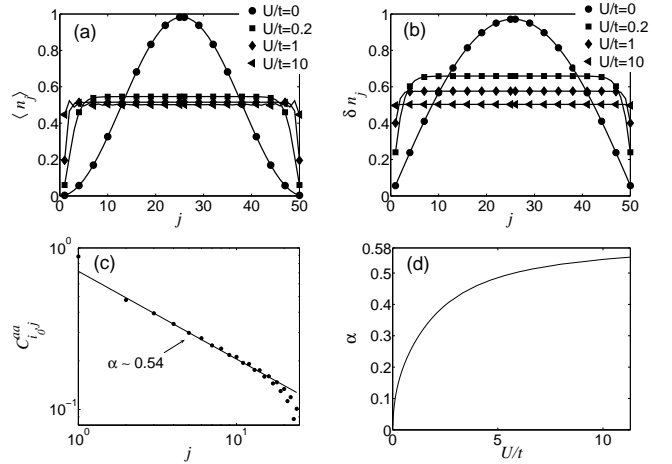 (a)
U/t=0
U/t=0.2
U/t=1
U/t=10
⟨ n_j ⟩
1
0.8
0.6
0.4
0.2
0
0 10 20 30 40 50
j
(b)
U/t=0
U/t=0.2
U/t=1
U/t=10
δ n_j
1
0.8
0.6
0.4
0.2
0
0 10 20 30 40 50
j
(c)
C^{aa}_{i_0,j}
10^0
10^{-1}
α ~ 0.54
10^0 10^1
j
(d)
α
0.58
0.5
0.4
0.3
0.2
0.1
0
0 5 10
U/t